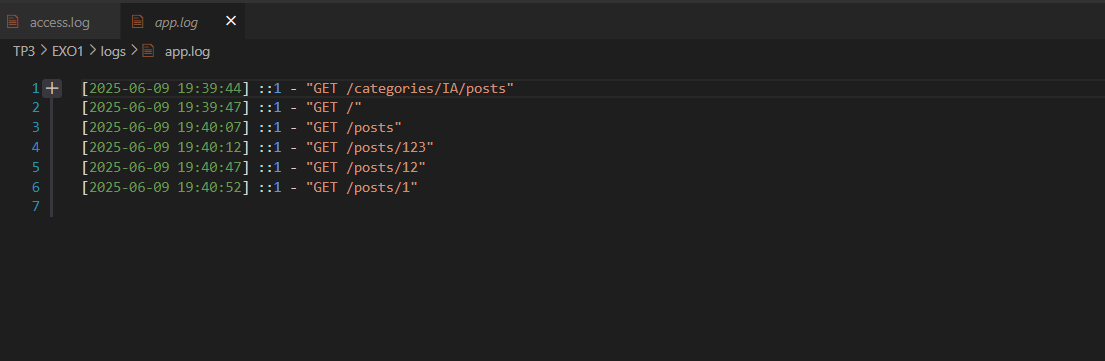 access.log app.log
TP3 > EXO1 > logs > app.log
1 [2025-06-09 19:39:44] ::1 - "GET /categories/IA/posts"
2 [2025-06-09 19:39:47] ::1 - "GET /"
3 [2025-06-09 19:40:07] ::1 - "GET /posts"
4 [2025-06-09 19:40:12] ::1 - "GET /posts/123"
5 [2025-06-09 19:40:47] ::1 - "GET /posts/12"
6 [2025-06-09 19:40:52] ::1 - "GET /posts/1"
7